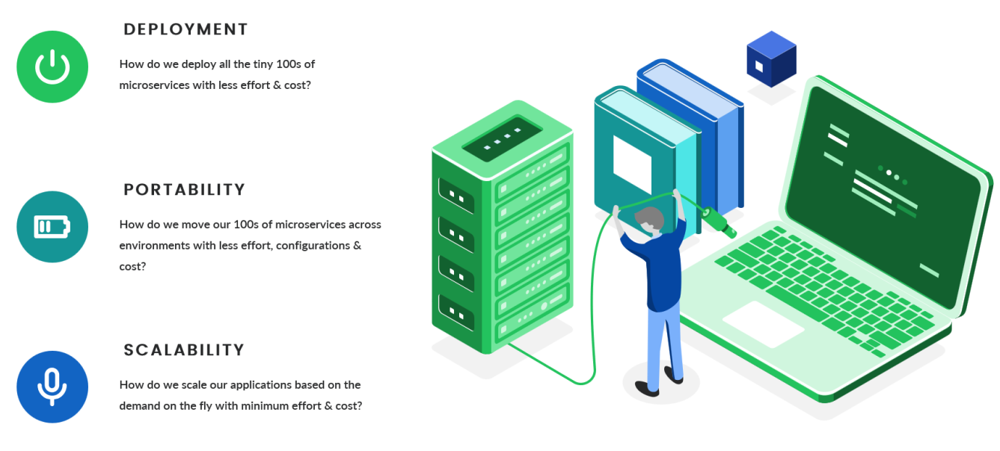 DEPLOYMENT
How do we deploy all the tiny 100s of
microservices with less effort & cost?
PORTABILITY
How do we move our 100s of microservices across
environments with less effort, configurations &
cost?
SCALABILITY
How do we scale our applications based on the
demand on the fly with minimum effort & cost?